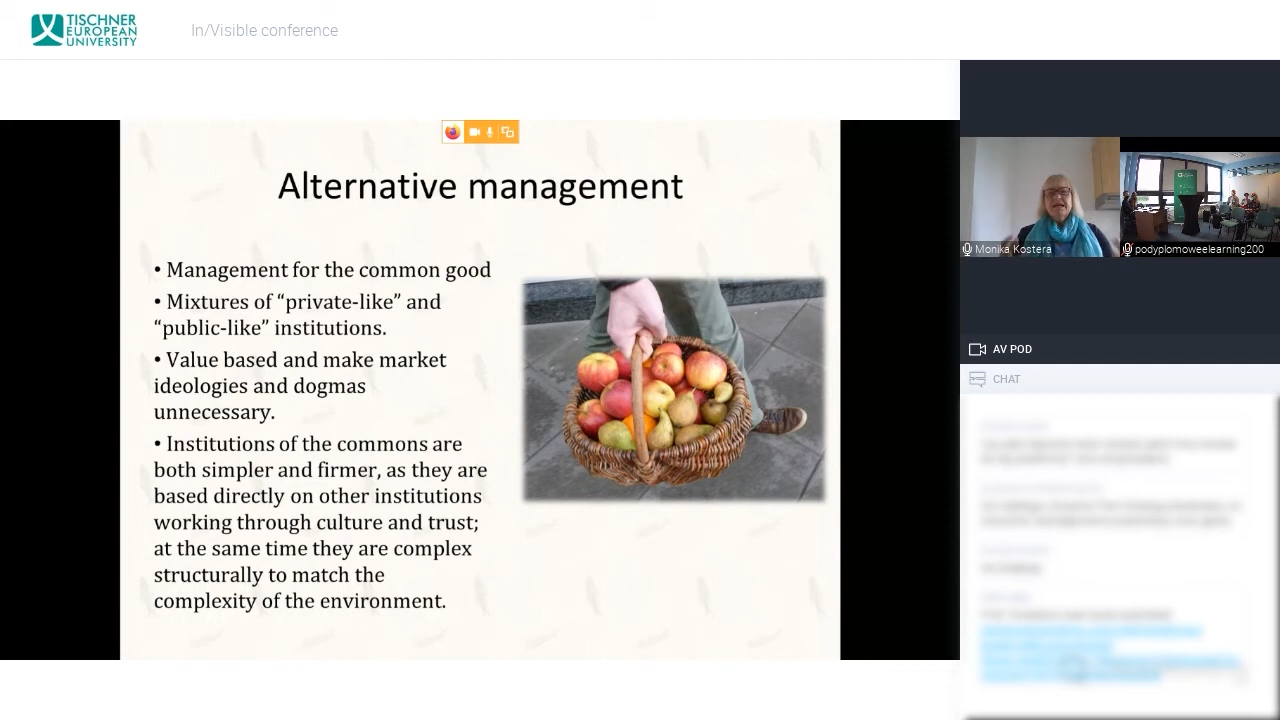 TISCHNER
EUROPEAN
UNIVERSITY
In/Visible conference
Alternative management
• Management for the common good
• Mixtures of “private-like” and
“public-like” institutions.
• Value based and make market
ideologies and dogmas
unnecessary.
• Institutions of the commons are
both simpler and firmer, as they are
based directly on other institutions
working through culture and trust;
at the same time they are complex
structurally to match the
complexity of the environment.
Monika Kostera
podyplomoweelearning200
AV POD
CHAT